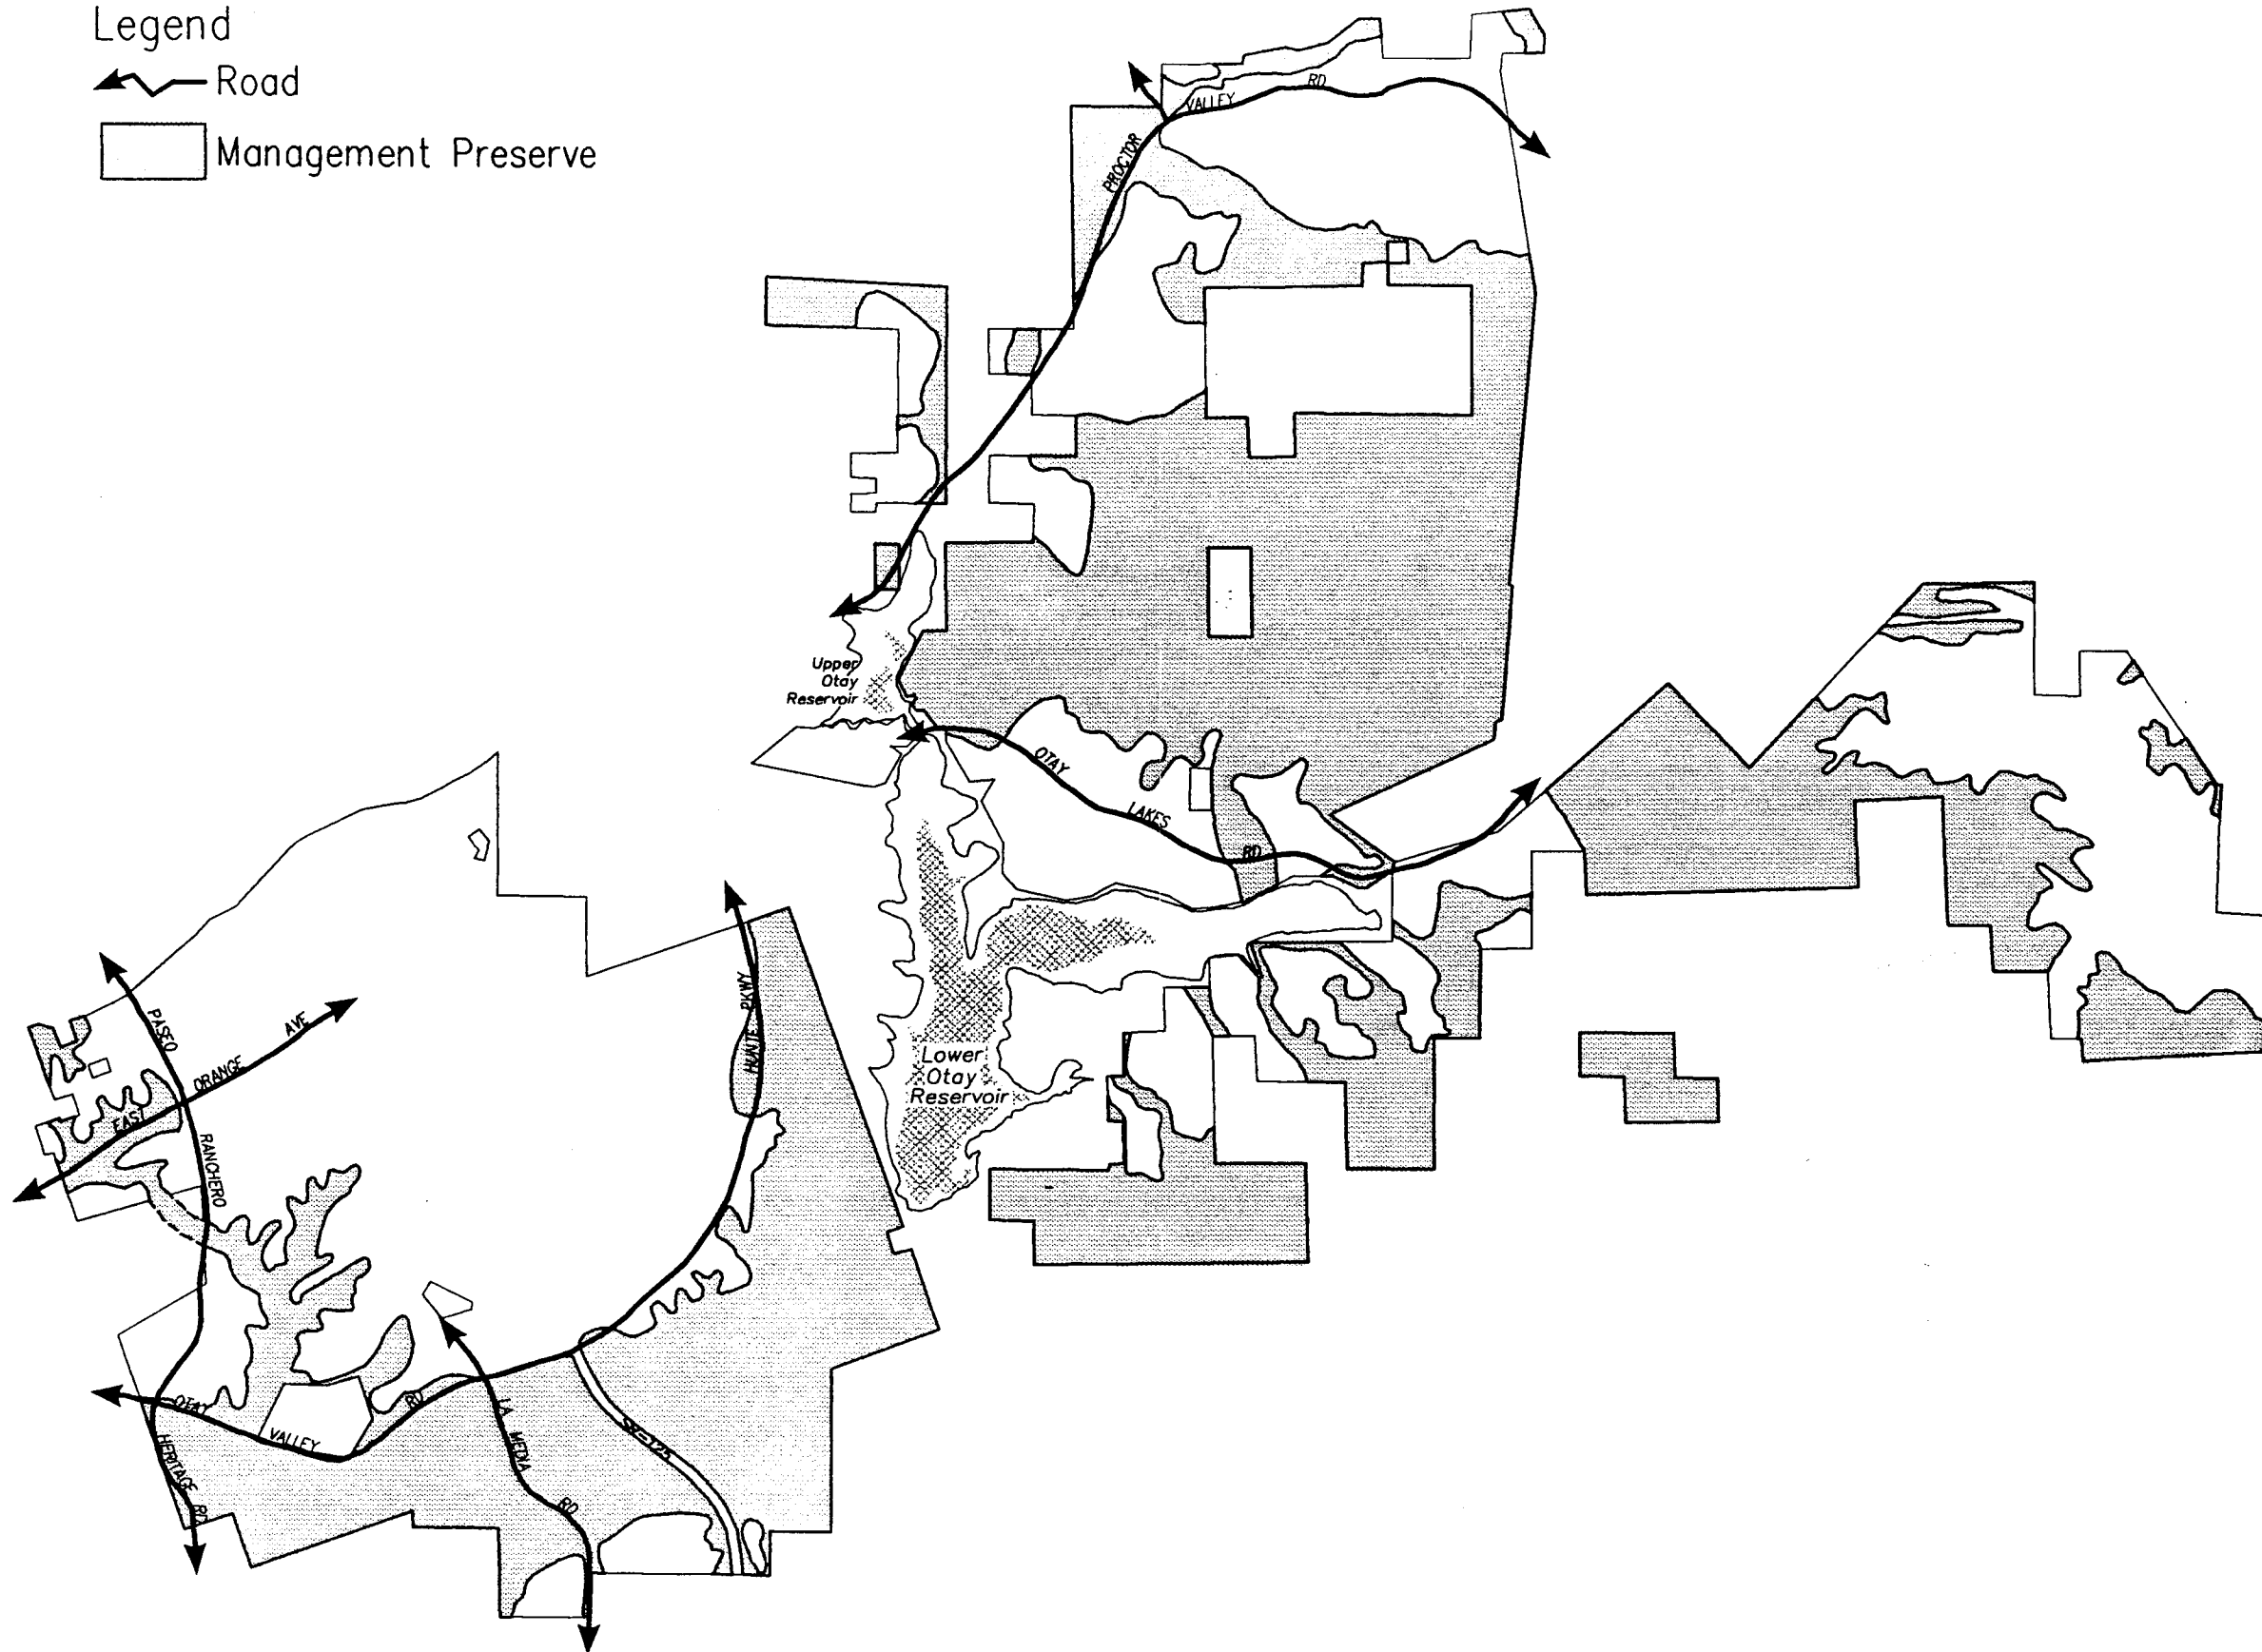 Legend
Road
Management Preserve
PROCTOR
VALLEY
RD
Upper
Otay
Reservoir
OTAY
LAKES
RD
Lower
Otay
Reservoir
HUNTE PKWY
PASEO
RANCHERO
EAST
ORANGE
AVE
OTAY
VALLEY
RD
HERITAGE
RD
LA
MEDIA
RD
SR-125